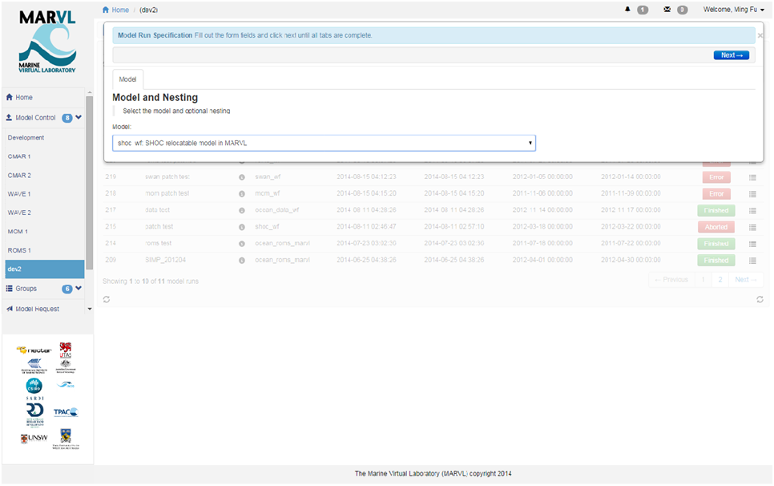 MARVL
MARINE
VIRTUAL LABORATORY
Home / (dev2)
1
0
Welcome, Ming Fu
Model Run Specification Fill out the form fields and click next until all tabs are complete.
×
Next →
Model
Model and Nesting
Select the model and optional nesting
Model:
shoc_wf: SHOC relocatable model in MARVL
Home
Model Control 8
Development
CMAR 1
CMAR 2
WAVE 1
WAVE 2
MCM 1
ROMS 1
dev2
Groups 6
Model Request
219 swan patch test swan_wf 2014-08-15 04:12:23 2014-08-15 04:12:23 2012-01-05 00:00:00 2012-01-14 00:00:00 Error
218 mom patch test mom_wf 2014-08-15 04:15:20 2014-08-15 04:15:20 2011-11-06 00:00:00 2011-11-09 00:00:00 Error
217 data test ocean_data_wf 2014-08-11 04:28:26 2014-08-11 04:28:26 2012-11-14 00:00:00 2012-11-17 00:00:00 Finished
215 patch test shoc_wf 2014-08-11 02:46:47 2014-08-11 02:57:10 2012-03-19 00:00:00 2012-03-22 00:00:00 Aborted
214 roms test ocean_roms_marvl 2014-07-23 03:02:30 2014-07-23 03:02:30 2011-07-16 00:00:00 2011-07-22 00:00:00 Finished
209 ocean_roms_marvl 2014-06-25 04:38:26 2014-06-25 04:38:26 2012-04-01 00:00:00 2012-04-30 00:00:00 Finished
Showing 1 to 13 of 11 model runs
← Previous 1 2 Next →
nectar
UTAS
TPAC
UNSW
The Marine Virtual Laboratory (MARVL) copyright 2014